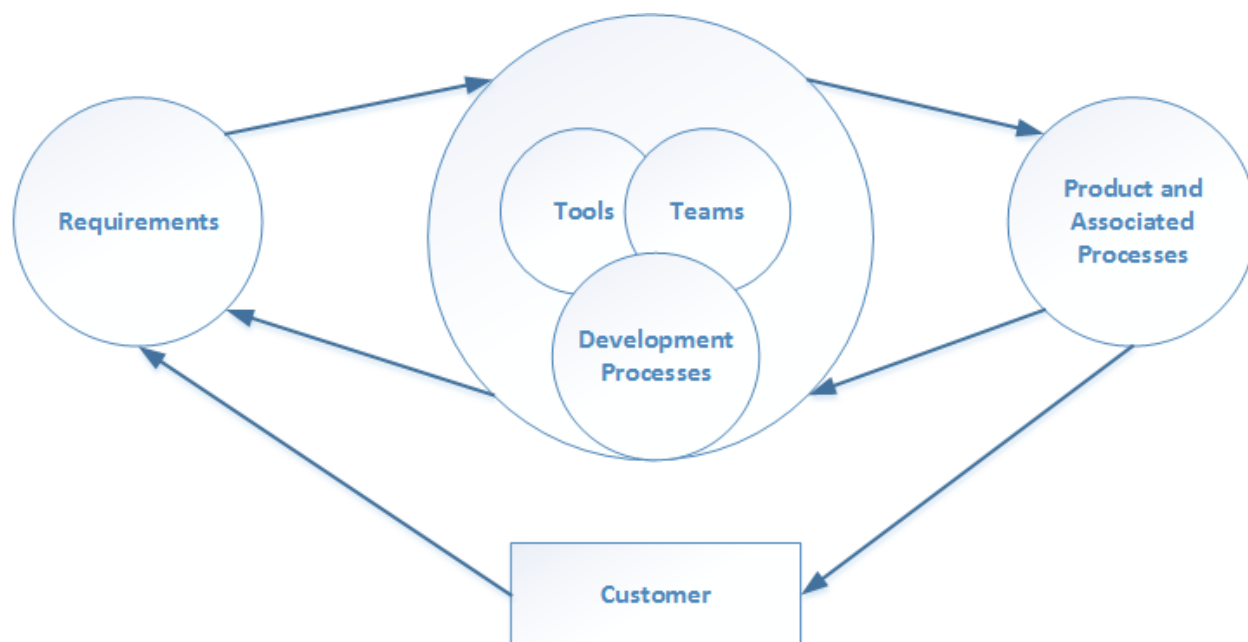 Requirements
Tools
Teams
Development
Processes
Product and
Associated
Processes
Customer